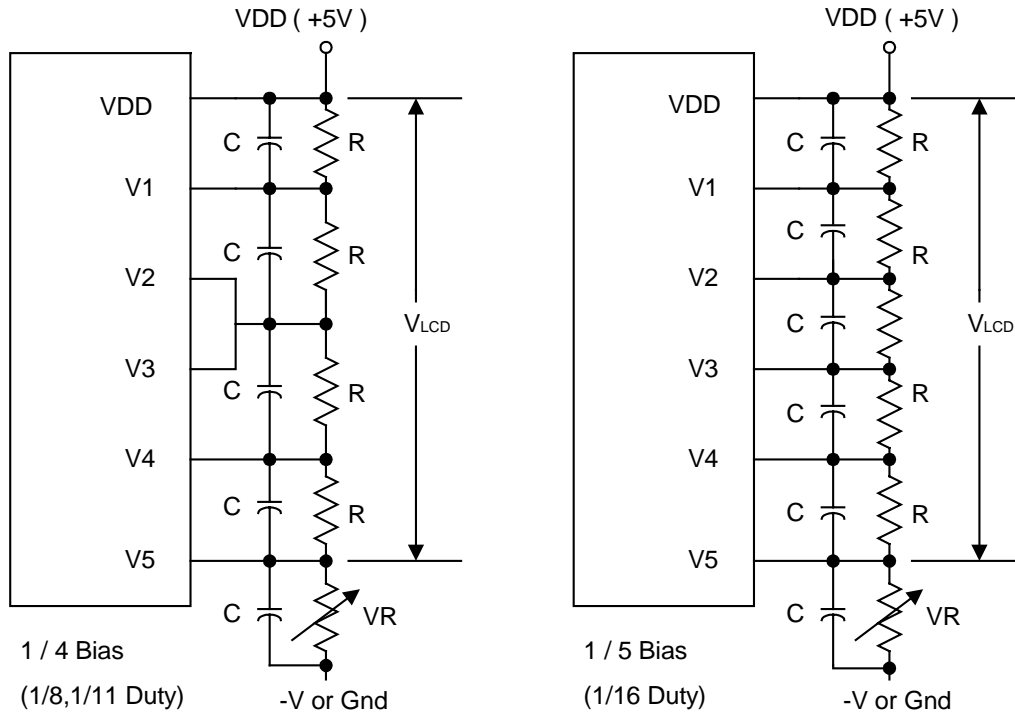 VDD ( +5V )
VDD
C
R
V1
C
R
V2
VLCD
V3
C
R
V4
C
R
V5
C
VR
1 / 4 Bias
(1/8,1/11 Duty)
-V or Gnd
VDD ( +5V )
VDD
C
R
V1
C
R
V2
C
VLCD
V3
R
C
V4
C
R
V5
C
VR
1 / 5 Bias
(1/16 Duty)
-V or Gnd